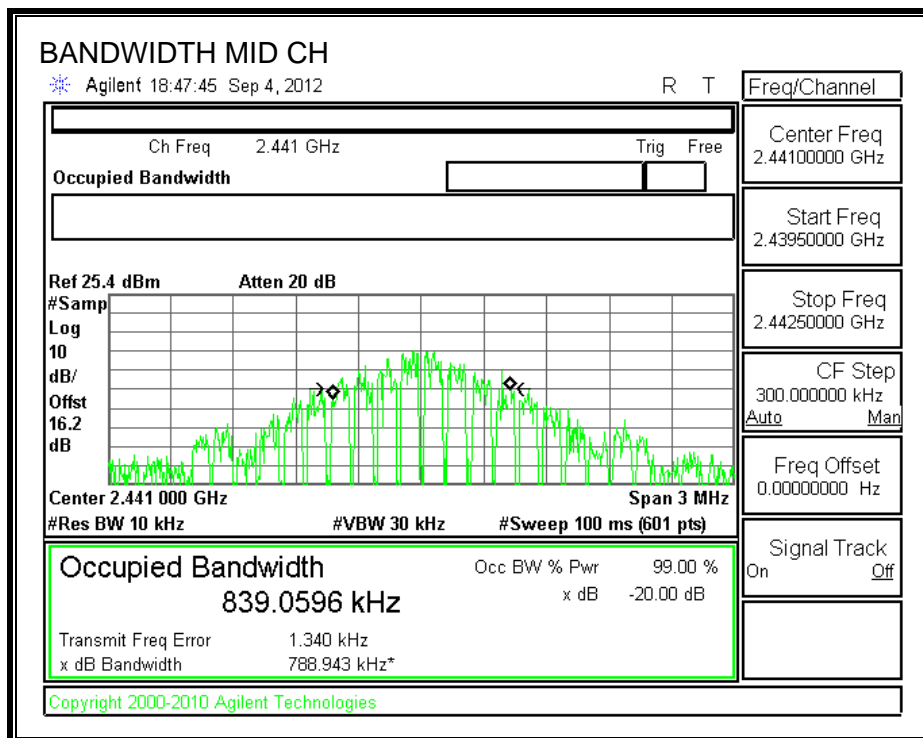 BANDWIDTH MID CH
Agilent 18:47:45 Sep 4, 2012 R T
Freq/Channel
Ch Freq 2.441 GHz Trig Free
Occupied Bandwidth
Center Freq
2.44100000 GHz
Start Freq
2.43950000 GHz
Stop Freq
2.44250000 GHz
CF Step
300.000000 kHz
Auto Man
Freq Offset
0.00000000 Hz
Signal Track
On Off
Ref 25.4 dBm Atten 20 dB
#Samp
Log
10
dB/
Offst
16.2
dB
Center 2.441 000 GHz Span 3 MHz
#Res BW 10 kHz #VBW 30 kHz #Sweep 100 ms (601 pts)
Occupied Bandwidth Occ BW % Pwr 99.00 %
839.0596 kHz x dB -20.00 dB
Transmit Freq Error 1.340 kHz
x dB Bandwidth 788.943 kHz*
Copyright 2000-2010 Agilent Technologies